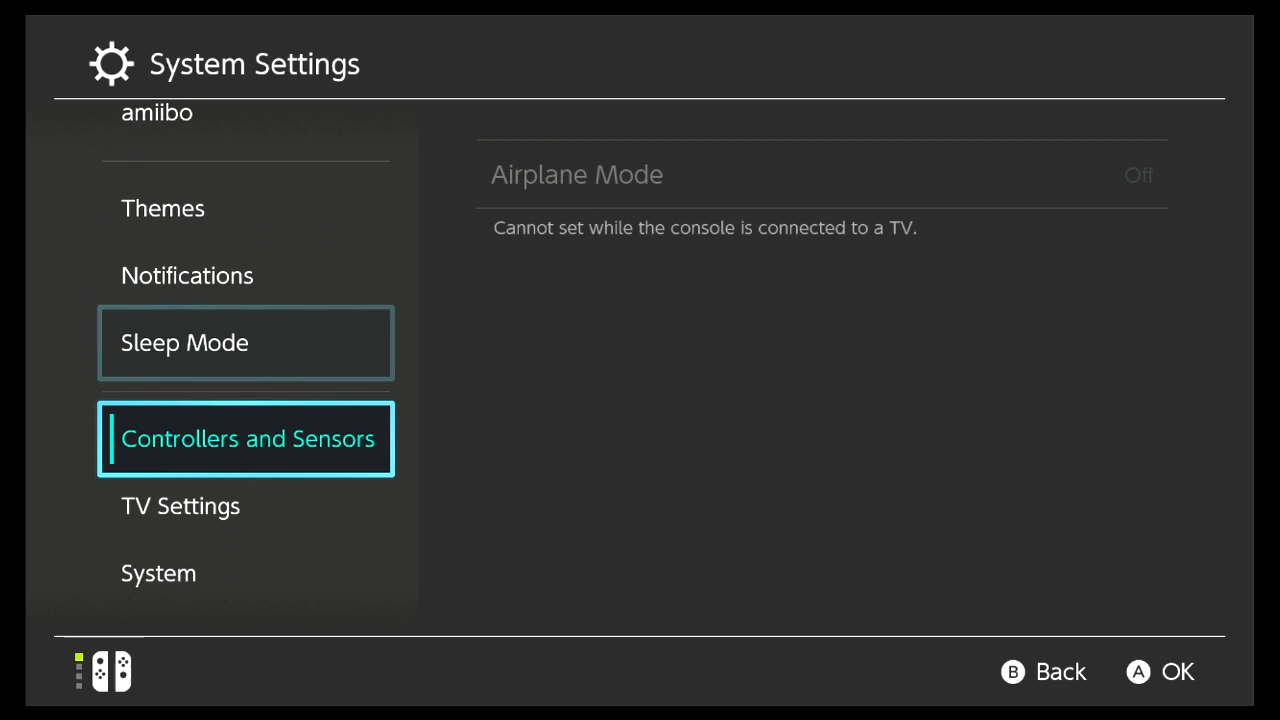 System Settings
amiibo
Themes
Notifications
Sleep Mode
Controllers and Sensors
TV Settings
System
Airplane Mode Off
Cannot set while the console is connected to a TV.
B Back A OK